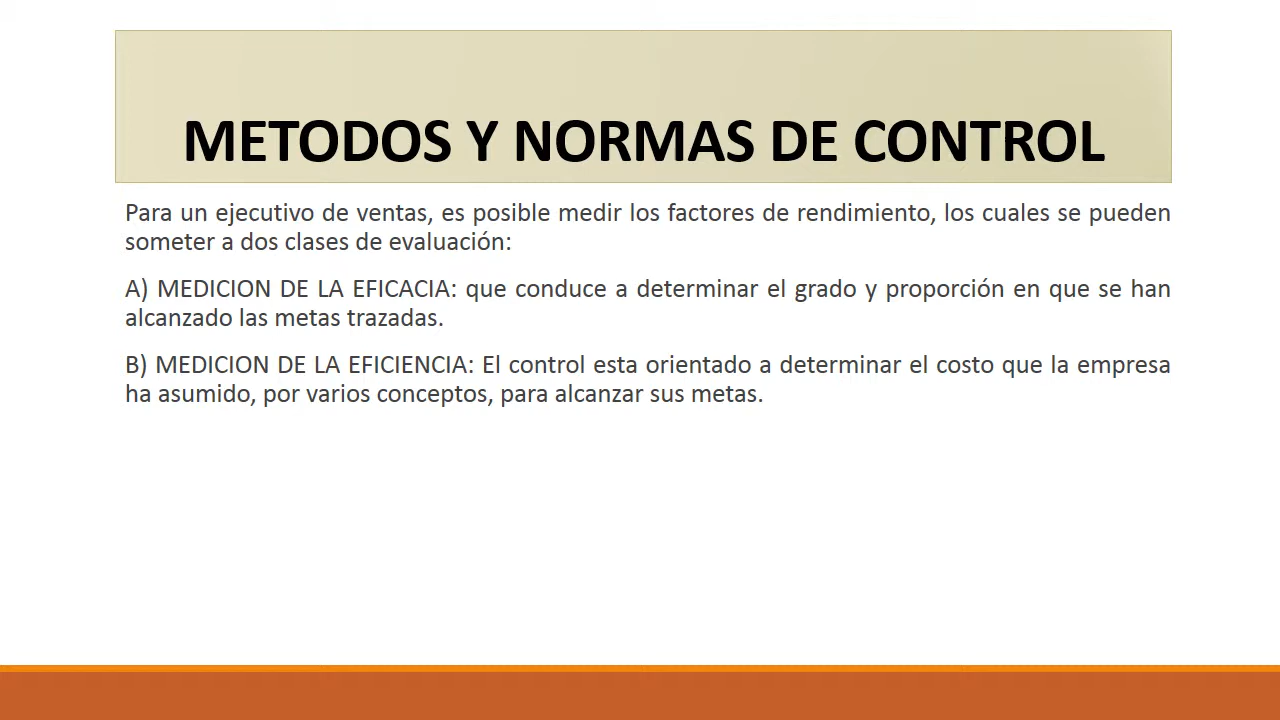 METODOS Y NORMAS DE CONTROL
Para un ejecutivo de ventas, es posible medir los factores de rendimiento, los cuales se pueden
someter a dos clases de evaluación:
A) MEDICION DE LA EFICACIA: que conduce a determinar el grado y proporción en que se han
alcanzado las metas trazadas.
B) MEDICION DE LA EFICIENCIA: El control esta orientado a determinar el costo que la empresa
ha asumido, por varios conceptos, para alcanzar sus metas.